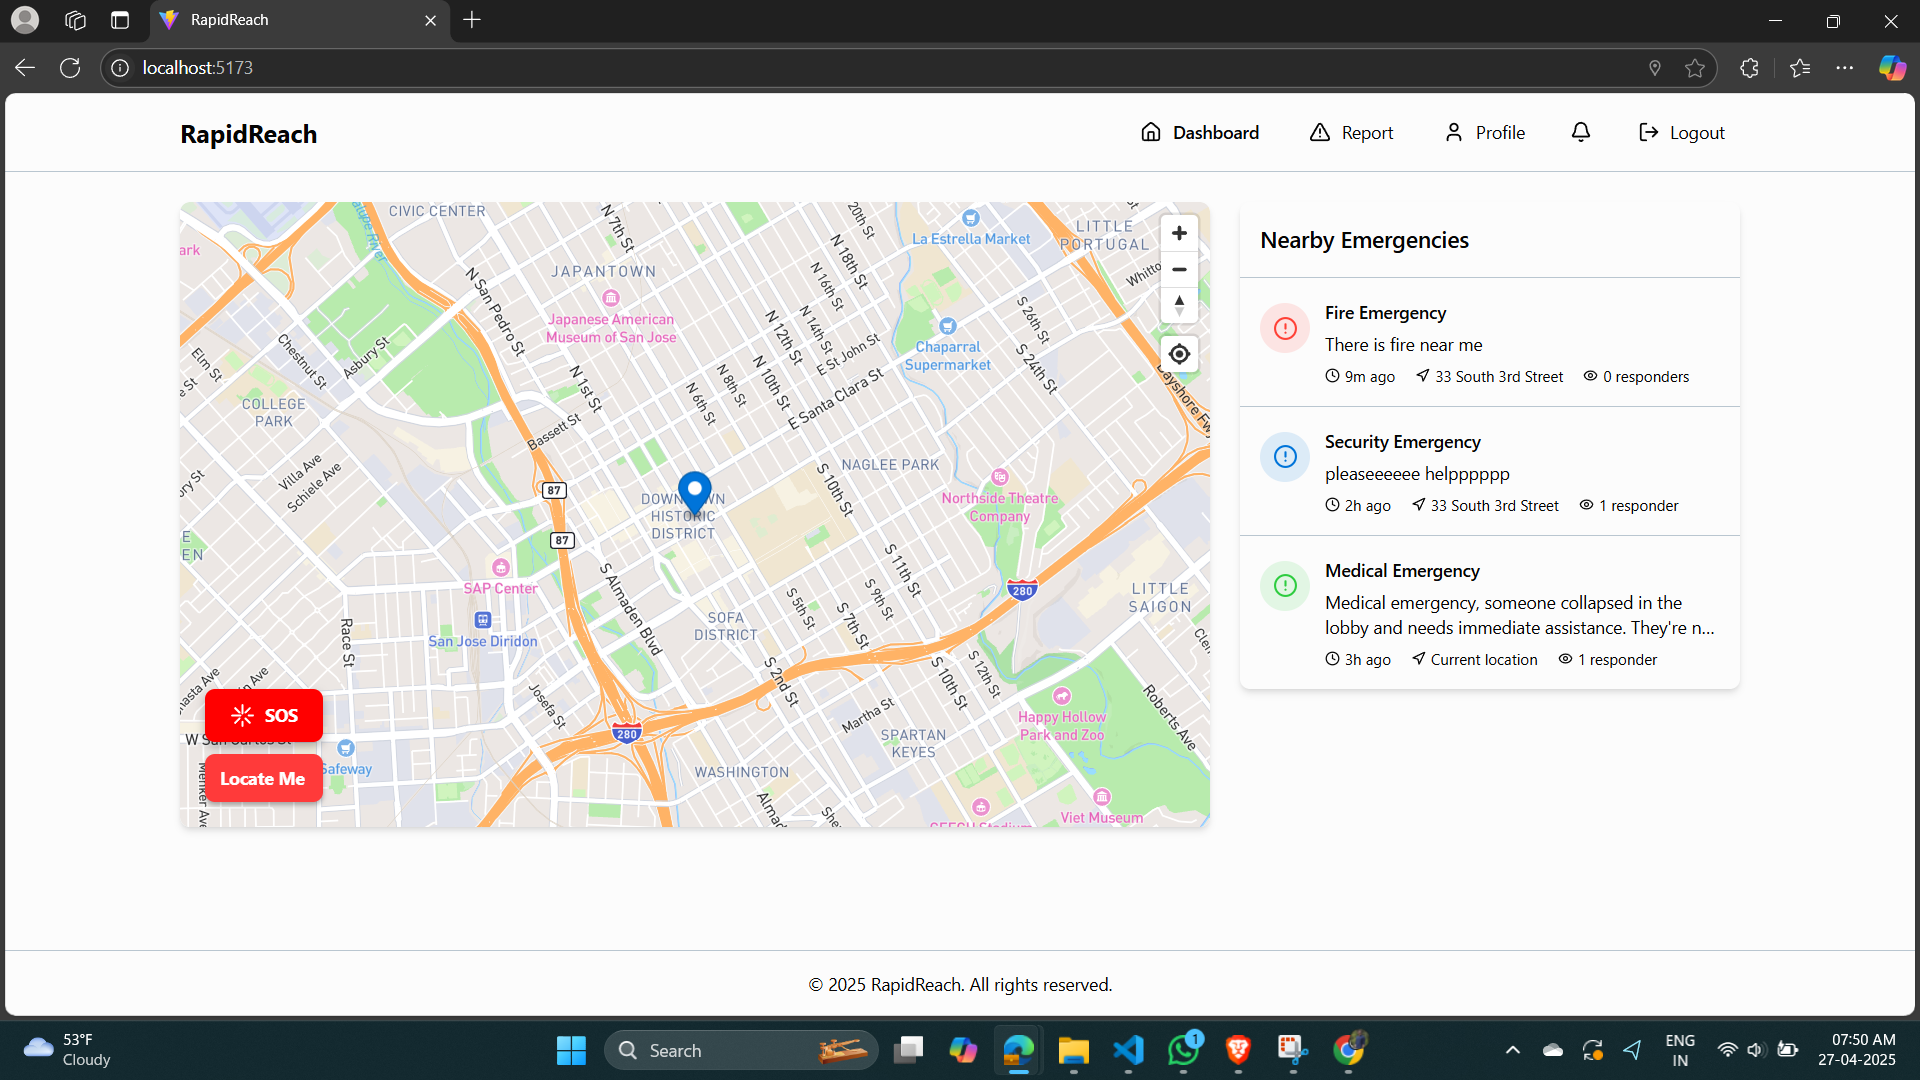 RapidReach
localhost:5173
RapidReach
Dashboard
Report
Profile
Logout
CIVIC CENTER
N 7th St
20th St
La Estrella Market
LITTLE
PORTUGAL
JAPANTOWN
N 18th St
N 16th St
N San Pedro St
Japanese American
Museum of San Jose
N 14th St
N 12th St
S 26th St
S 24th St
E St John St
Chaparral
Supermarket
Chestnut St
Asbury St
Elm St
N 1st St
N 10th St
N 8th St
N 6th St
E Santa Clara St
Bayshore Fwy
COLLEGE
PARK
Bassett St
Villa Ave
Schiele Ave
NAGLEE PARK
S 10th St
87
DOWNTOWN
HISTORIC
DISTRICT
Northside Theatre
Company
87
SAP Center
S Almaden Blvd
S 11th St
280
LITTLE
SAIGON
S 5th St
S 9th St
S 7th St
SOFA
DISTRICT
Race St
San Jose Diridon
S 2nd St
S 10th St
S 12th St
Josefa St
Happy Hollow
Park and Zoo
Roberts Ave
Martha St
280
SPARTAN
KEYES
WASHINGTON
Safeway
Viet Museum
SOS
Locate Me
Nearby Emergencies
Fire Emergency
There is fire near me
9m ago 33 South 3rd Street 0 responders
Security Emergency
pleaseeeeee helpppppp
2h ago 33 South 3rd Street 1 responder
Medical Emergency
Medical emergency, someone collapsed in the
lobby and needs immediate assistance. They're n...
3h ago Current location 1 responder
© 2025 RapidReach. All rights reserved.
53°F
Cloudy
Search
1
ENG
IN
07:50 AM
27-04-2025